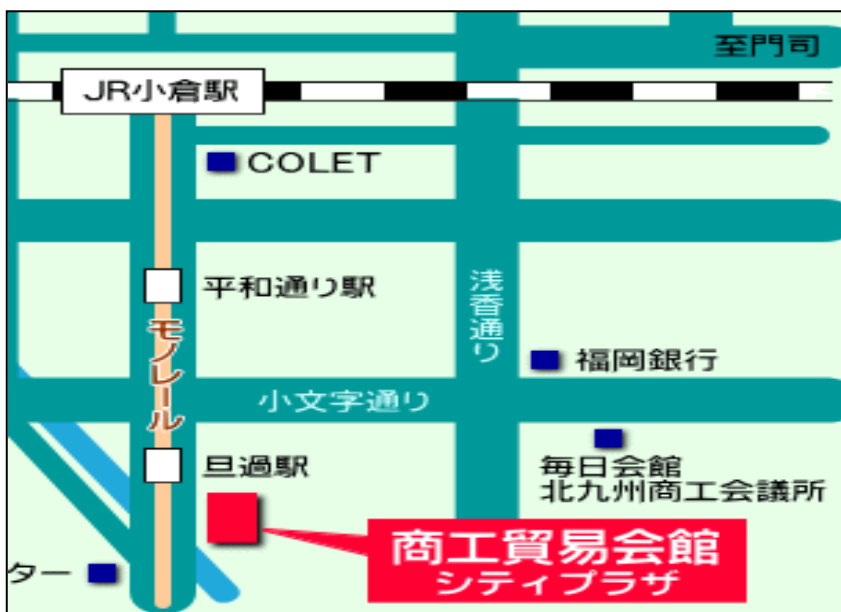 至門司
JR小倉駅
COLET
平和通り駅
浅香通り
モノレール
福岡銀行
小文字通り
旦過駅
毎日会館
北九州商工会議所
商工貿易会館
シティプラザ
ター